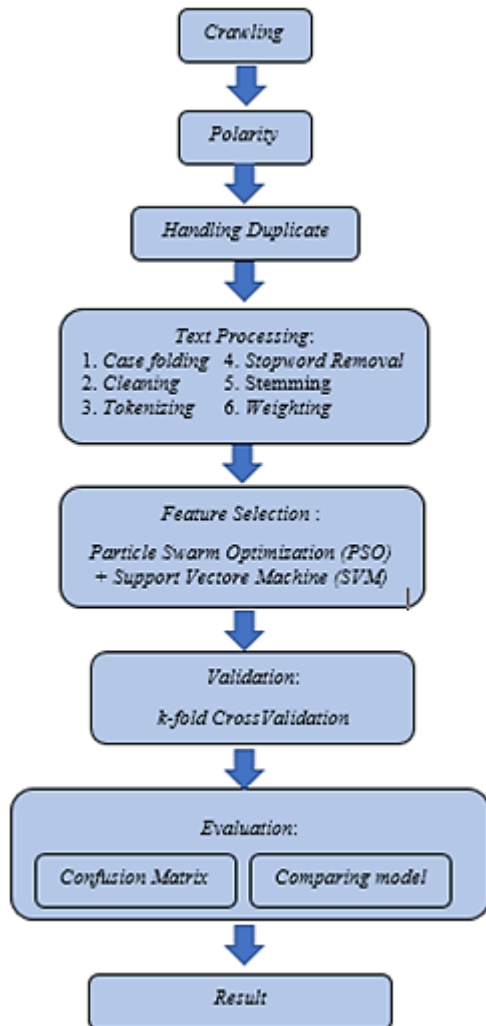 Crawling
Polarity
Handling Duplicate
Text Processing:
1. Case folding 4. Stopword Removal
2. Cleaning 5. Stemming
3. Tokenizing 6. Weighting
Feature Selection :
Particle Swarm Optimization (PSO)
+ Support Vectore Machine (SVM)
Validation:
k-fold CrossValidation
Evaluation:
Confusion Matrix Comparing model
Result